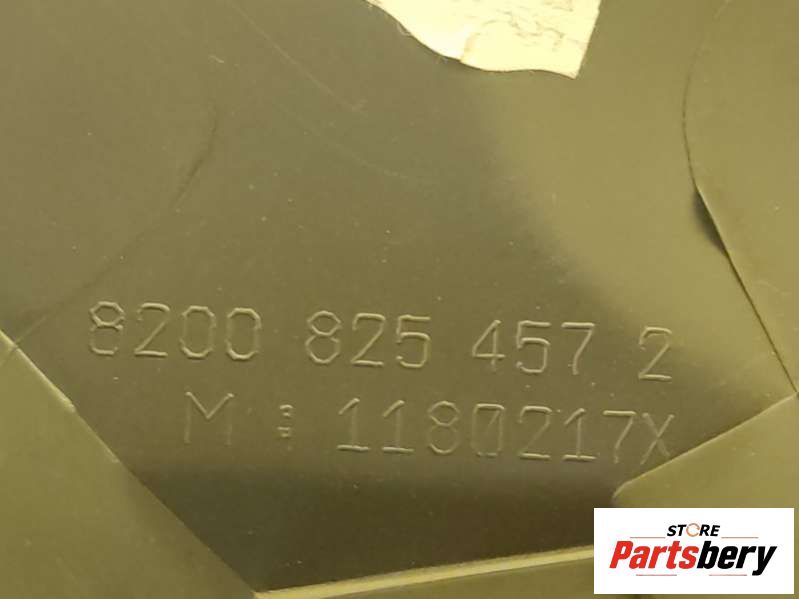 8200 825 457 2
M : 1180217X
STORE
Partsbery